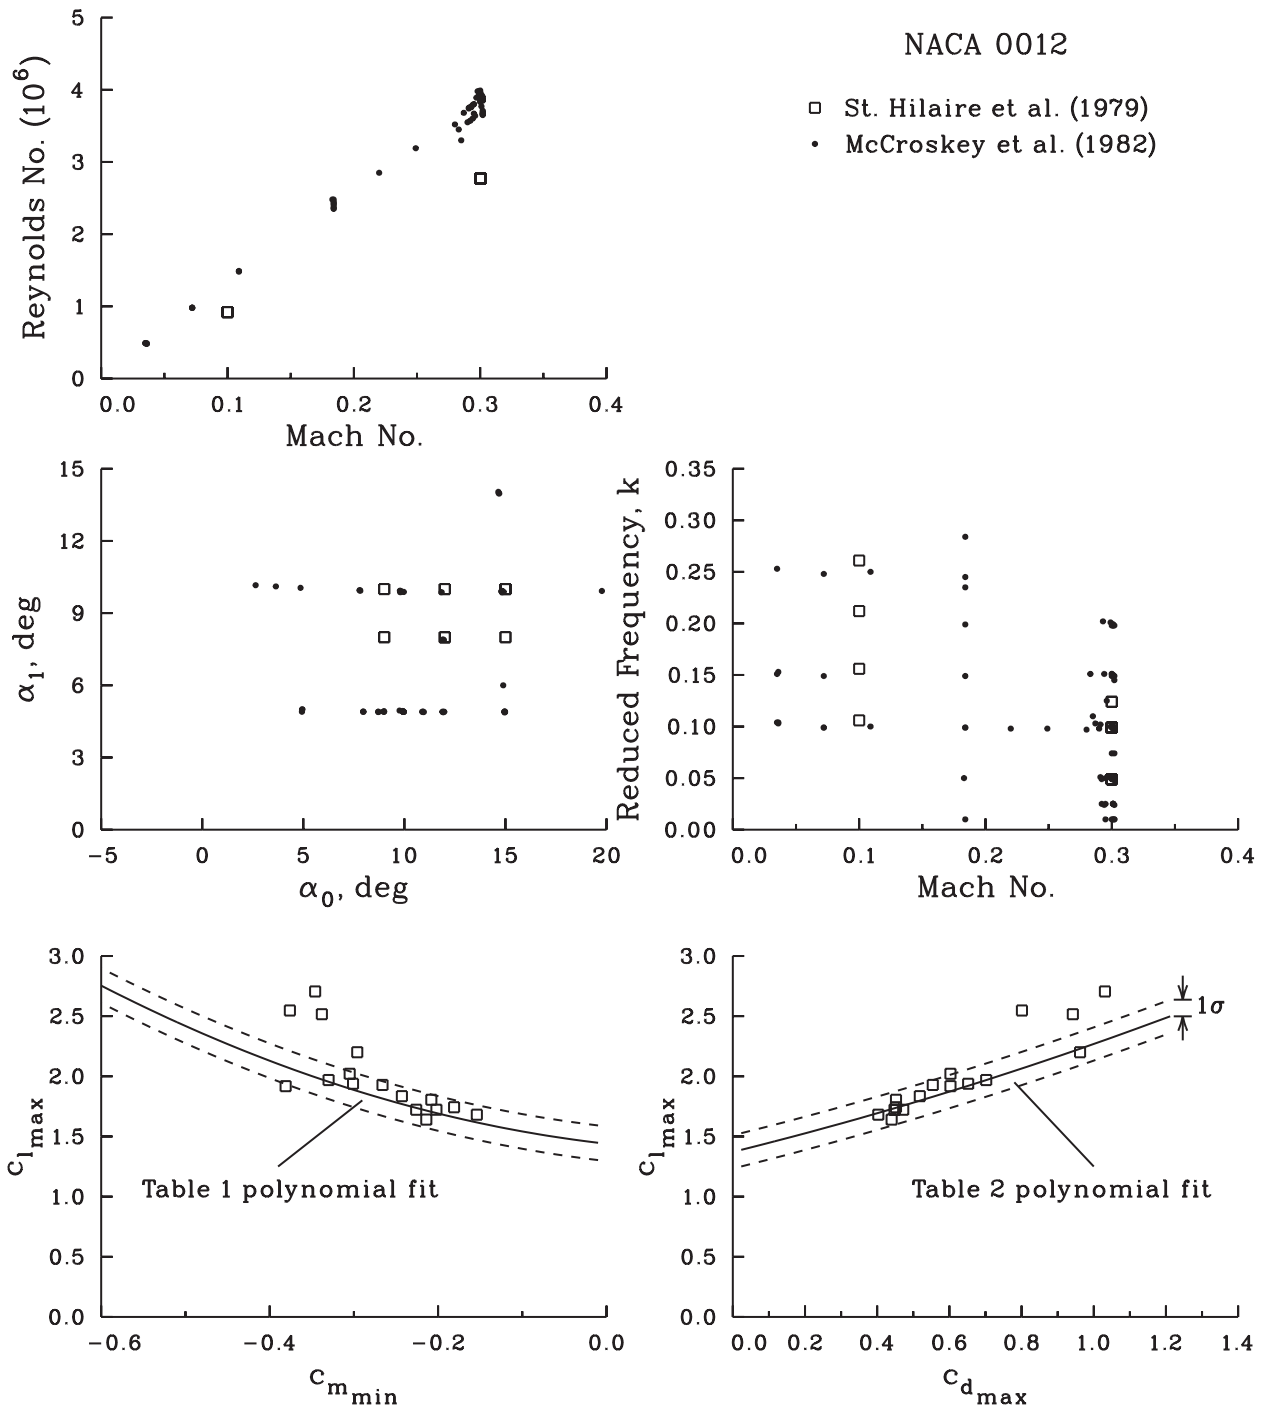 NACA 0012
St. Hilaire et al. (1979)
McCroskey et al. (1982)
Reynolds No. (10⁶)
5
4
3
2
1
0
0.0 0.1 0.2 0.3 0.4
Mach No.
α₁, deg
15
12
9
6
3
0
−5 0 5 10 15 20
α₀, deg
Reduced Frequency, k
0.35
0.30
0.25
0.20
0.15
0.10
0.05
0.00
0.0 0.1 0.2 0.3 0.4
Mach No.
c_l_max
3.0
2.5
2.0
1.5
1.0
0.5
0.0
Table 1 polynomial fit
−0.6 −0.4 −0.2 0.0
c_m_min
c_l_max
3.0
2.5
2.0
1.5
1.0
0.5
0.0
1σ
Table 2 polynomial fit
0.0 0.2 0.4 0.6 0.8 1.0 1.2 1.4
c_d_max